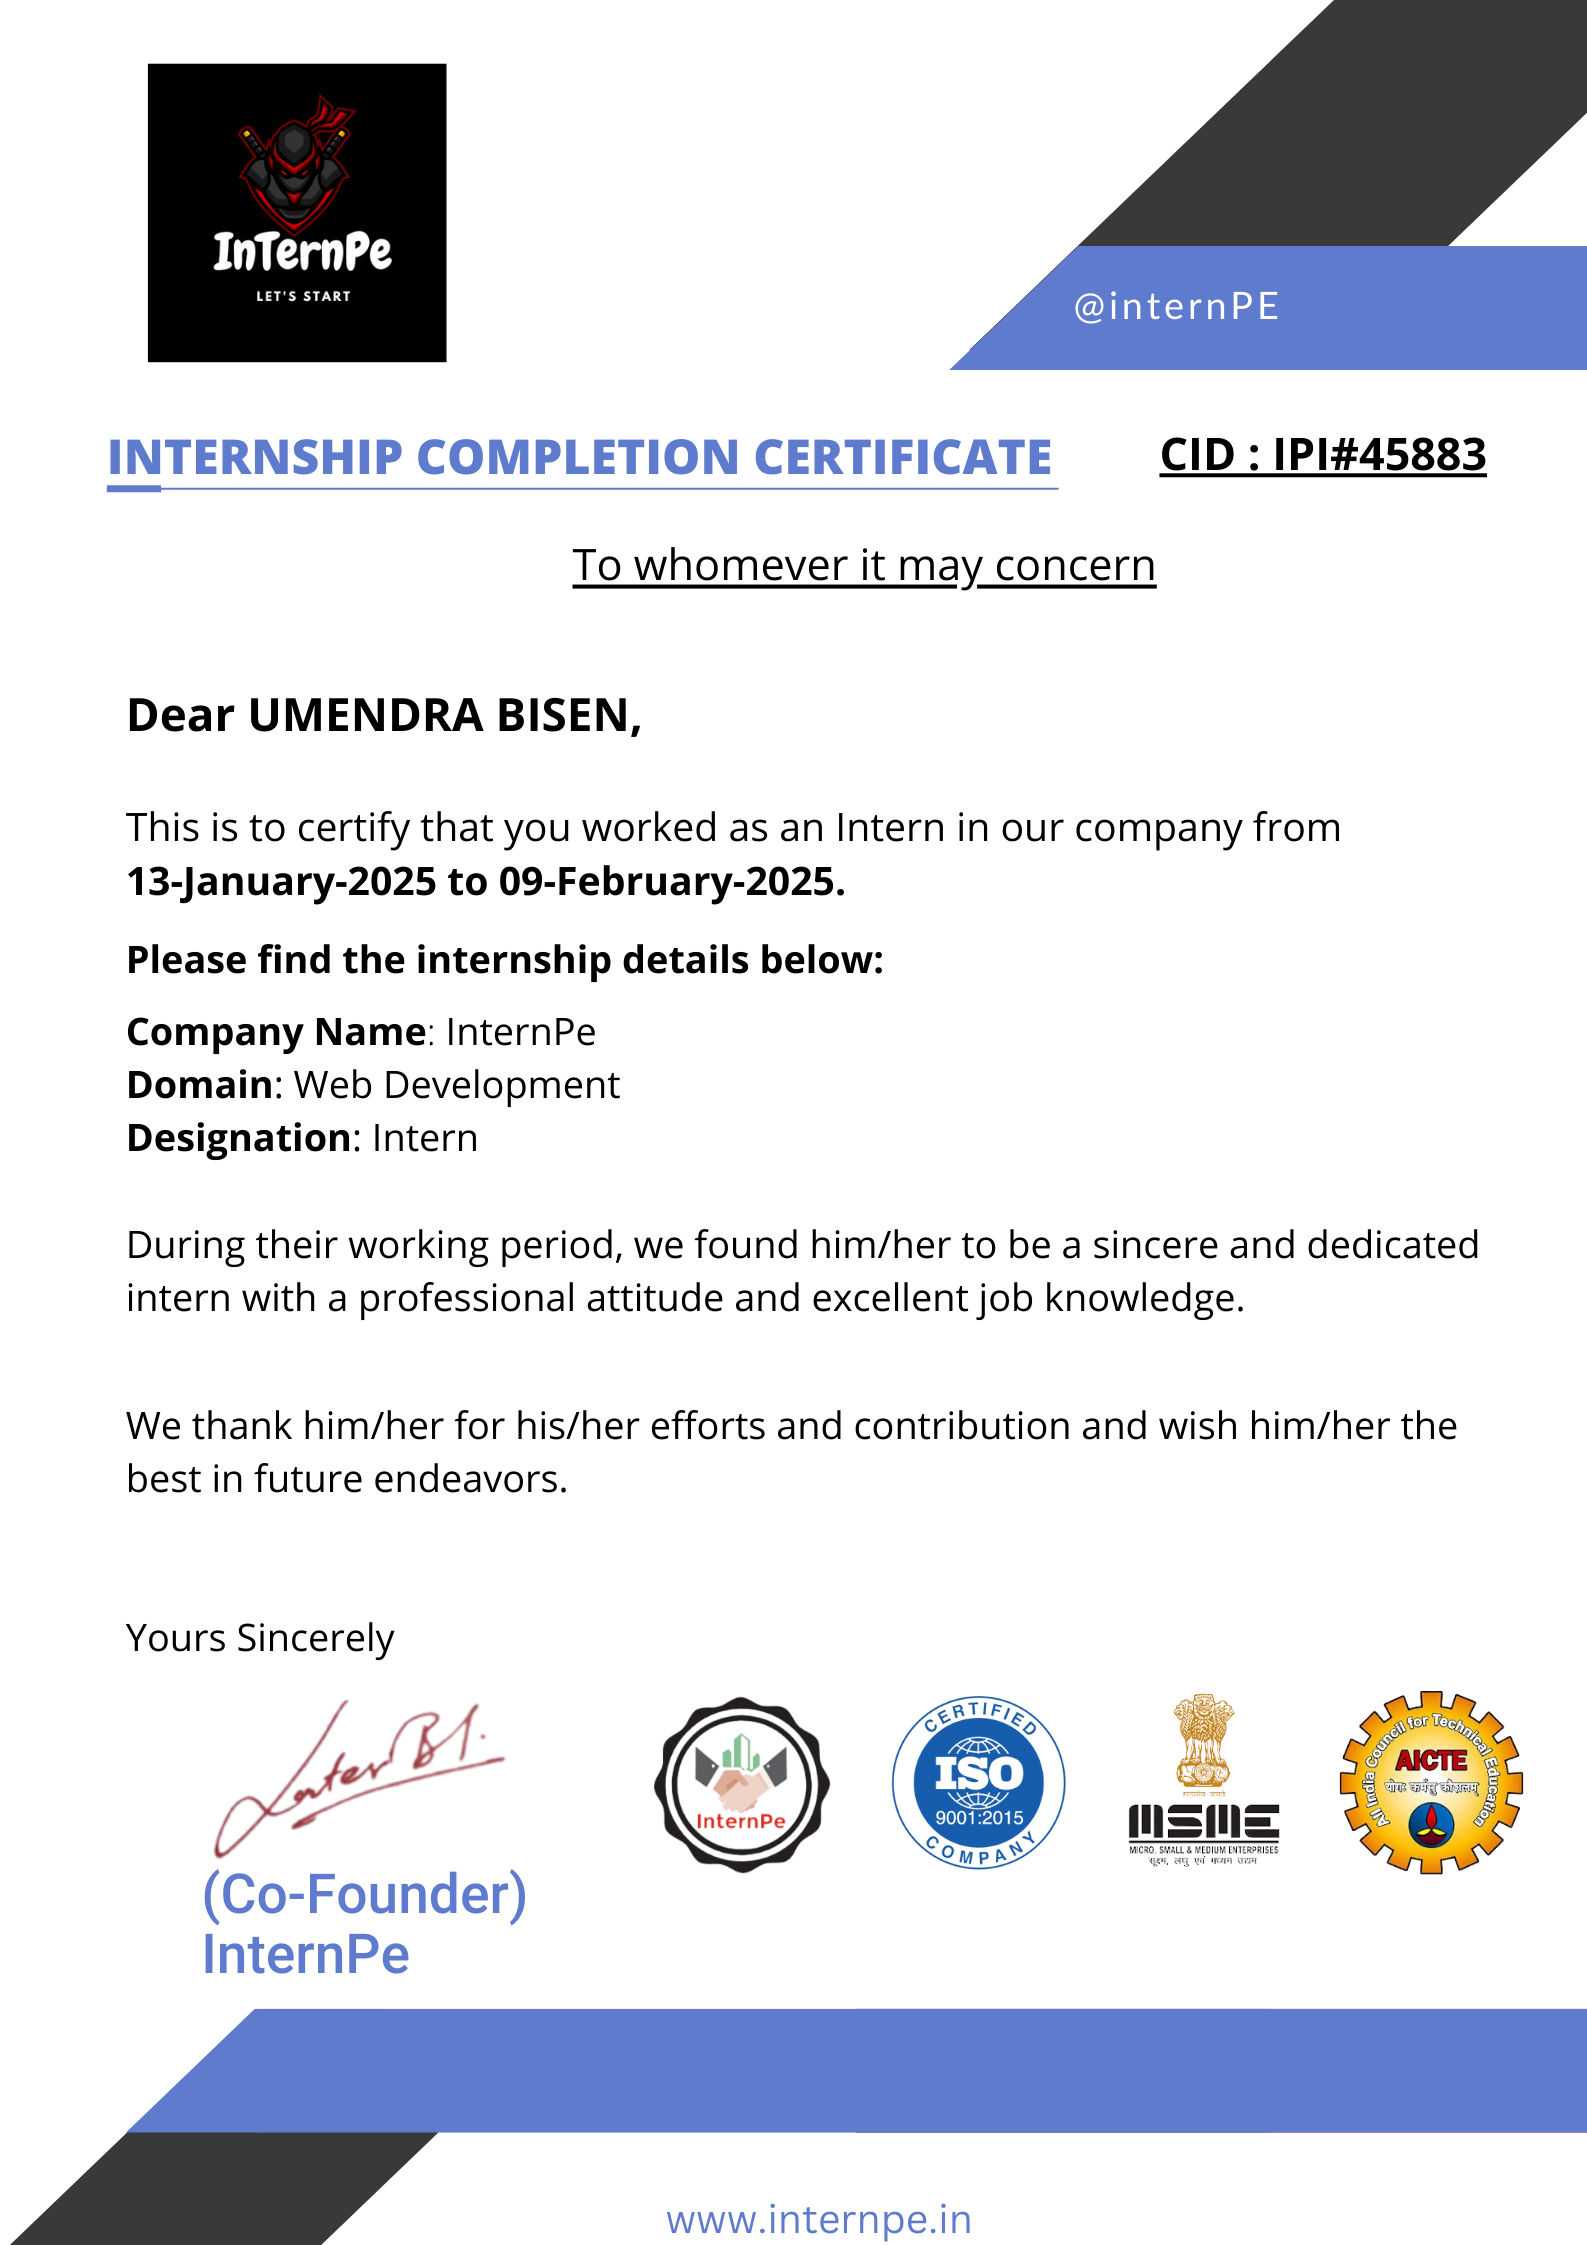 InTernPe
LET'S START
@internPE
INTERNSHIP COMPLETION CERTIFICATE
CID : IPI#45883
To whomever it may concern
Dear UMENDRA BISEN,
This is to certify that you worked as an Intern in our company from
13-January-2025 to 09-February-2025.
Please find the internship details below:
Company Name: InternPe
Domain: Web Development
Designation: Intern
During their working period, we found him/her to be a sincere and dedicated
intern with a professional attitude and excellent job knowledge.
We thank him/her for his/her efforts and contribution and wish him/her the
best in future endeavors.
Yours Sincerely
(Co-Founder)
InternPe
InternPe
CERTIFIED
ISO
9001:2015
COMPANY
सत्यमेव जयते
MSME
MICRO, SMALL & MEDIUM ENTERPRISES
सूक्ष्म, लघु एवं मध्यम उद्यम
All India Council for Technical Education
AICTE
योगः कर्मसु कौशलम्
www.internpe.in